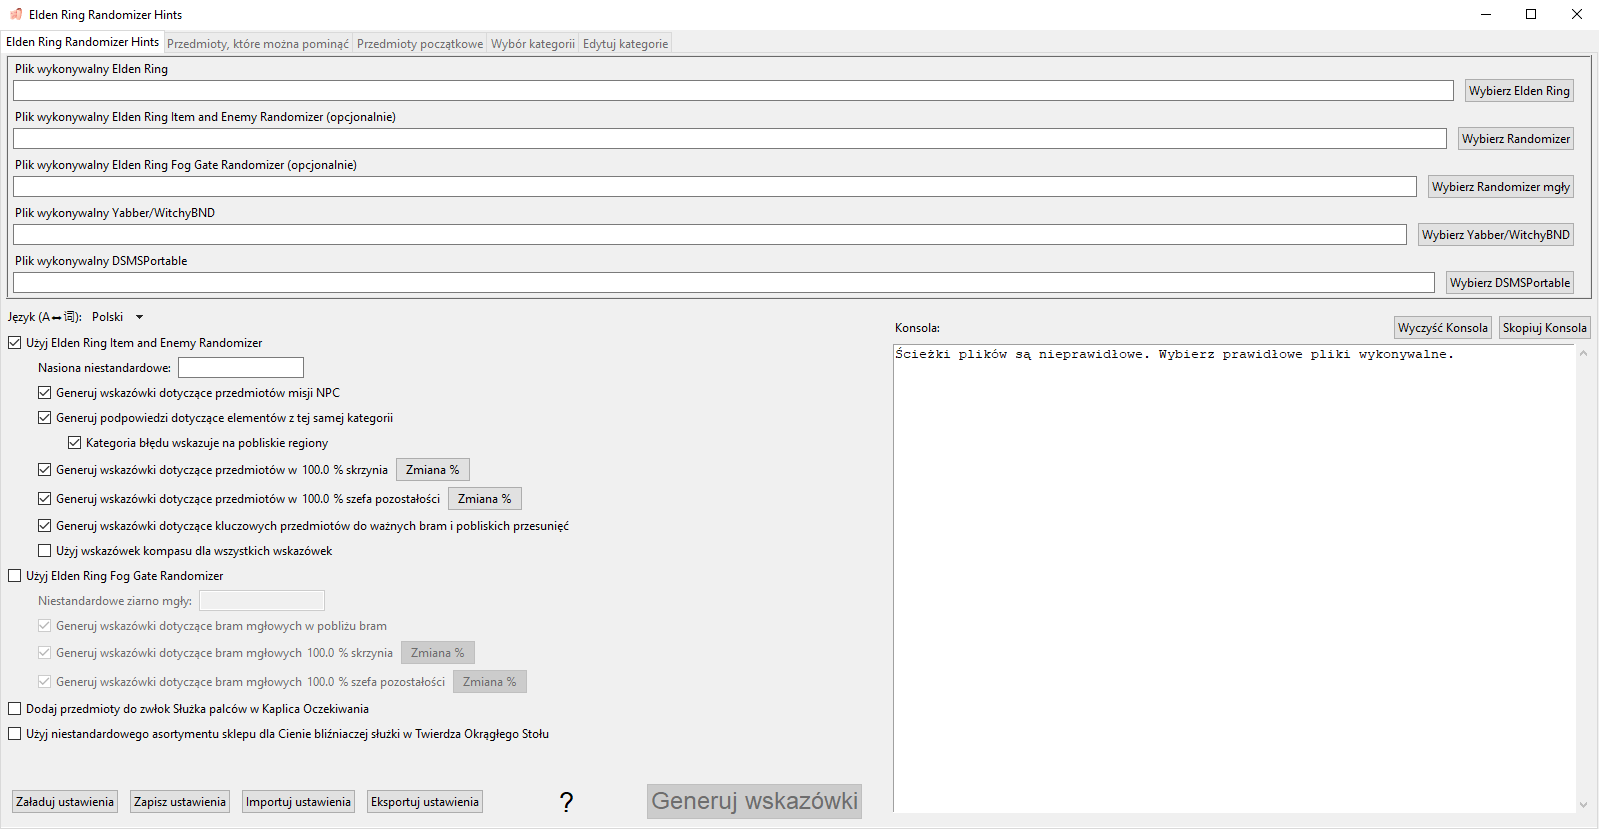 Elden Ring Randomizer Hints
Elden Ring Randomizer Hints Przedmioty, które można pominąć Przedmioty początkowe Wybór kategorii Edytuj kategorie
Plik wykonywalny Elden Ring
Wybierz Elden Ring
Plik wykonywalny Elden Ring Item and Enemy Randomizer (opcjonalnie)
Wybierz Randomizer
Plik wykonywalny Elden Ring Fog Gate Randomizer (opcjonalnie)
Wybierz Randomizer mgły
Plik wykonywalny Yabber/WitchyBND
Wybierz Yabber/WitchyBND
Plik wykonywalny DSMSPortable
Wybierz DSMSPortable
Język (A↔词): Polski
Użyj Elden Ring Item and Enemy Randomizer
Nasiona niestandardowe:
Generuj wskazówki dotyczące przedmiotów misji NPC
Generuj podpowiedzi dotyczące elementów z tej samej kategorii
Kategoria błędu wskazuje na pobliskie regiony
Generuj wskazówki dotyczące przedmiotów w 100.0 % skrzynia Zmiana %
Generuj wskazówki dotyczące przedmiotów w 100.0 % szefa pozostałości Zmiana %
Generuj wskazówki dotyczące kluczowych przedmiotów do ważnych bram i pobliskich przesunięć
Użyj wskazówek kompasu dla wszystkich wskazówek
Użyj Elden Ring Fog Gate Randomizer
Niestandardowe ziarno mgły:
Generuj wskazówki dotyczące bram mgłowych w pobliżu bram
Generuj wskazówki dotyczące bram mgłowych 100.0 % skrzynia Zmiana %
Generuj wskazówki dotyczące bram mgłowych 100.0 % szefa pozostałości Zmiana %
Dodaj przedmioty do zwłok Służka palców w Kaplica Oczekiwania
Użyj niestandardowego asortymentu sklepu dla Cienie bliźniaczej służki w Twierdza Okrągłego Stołu
Załaduj ustawienia Zapisz ustawienia Importuj ustawienia Eksportuj ustawienia ? Generuj wskazówki
Konsola: Wyczyść Konsola Skopiuj Konsola
Ścieżki plików są nieprawidłowe. Wybierz prawidłowe pliki wykonywalne.